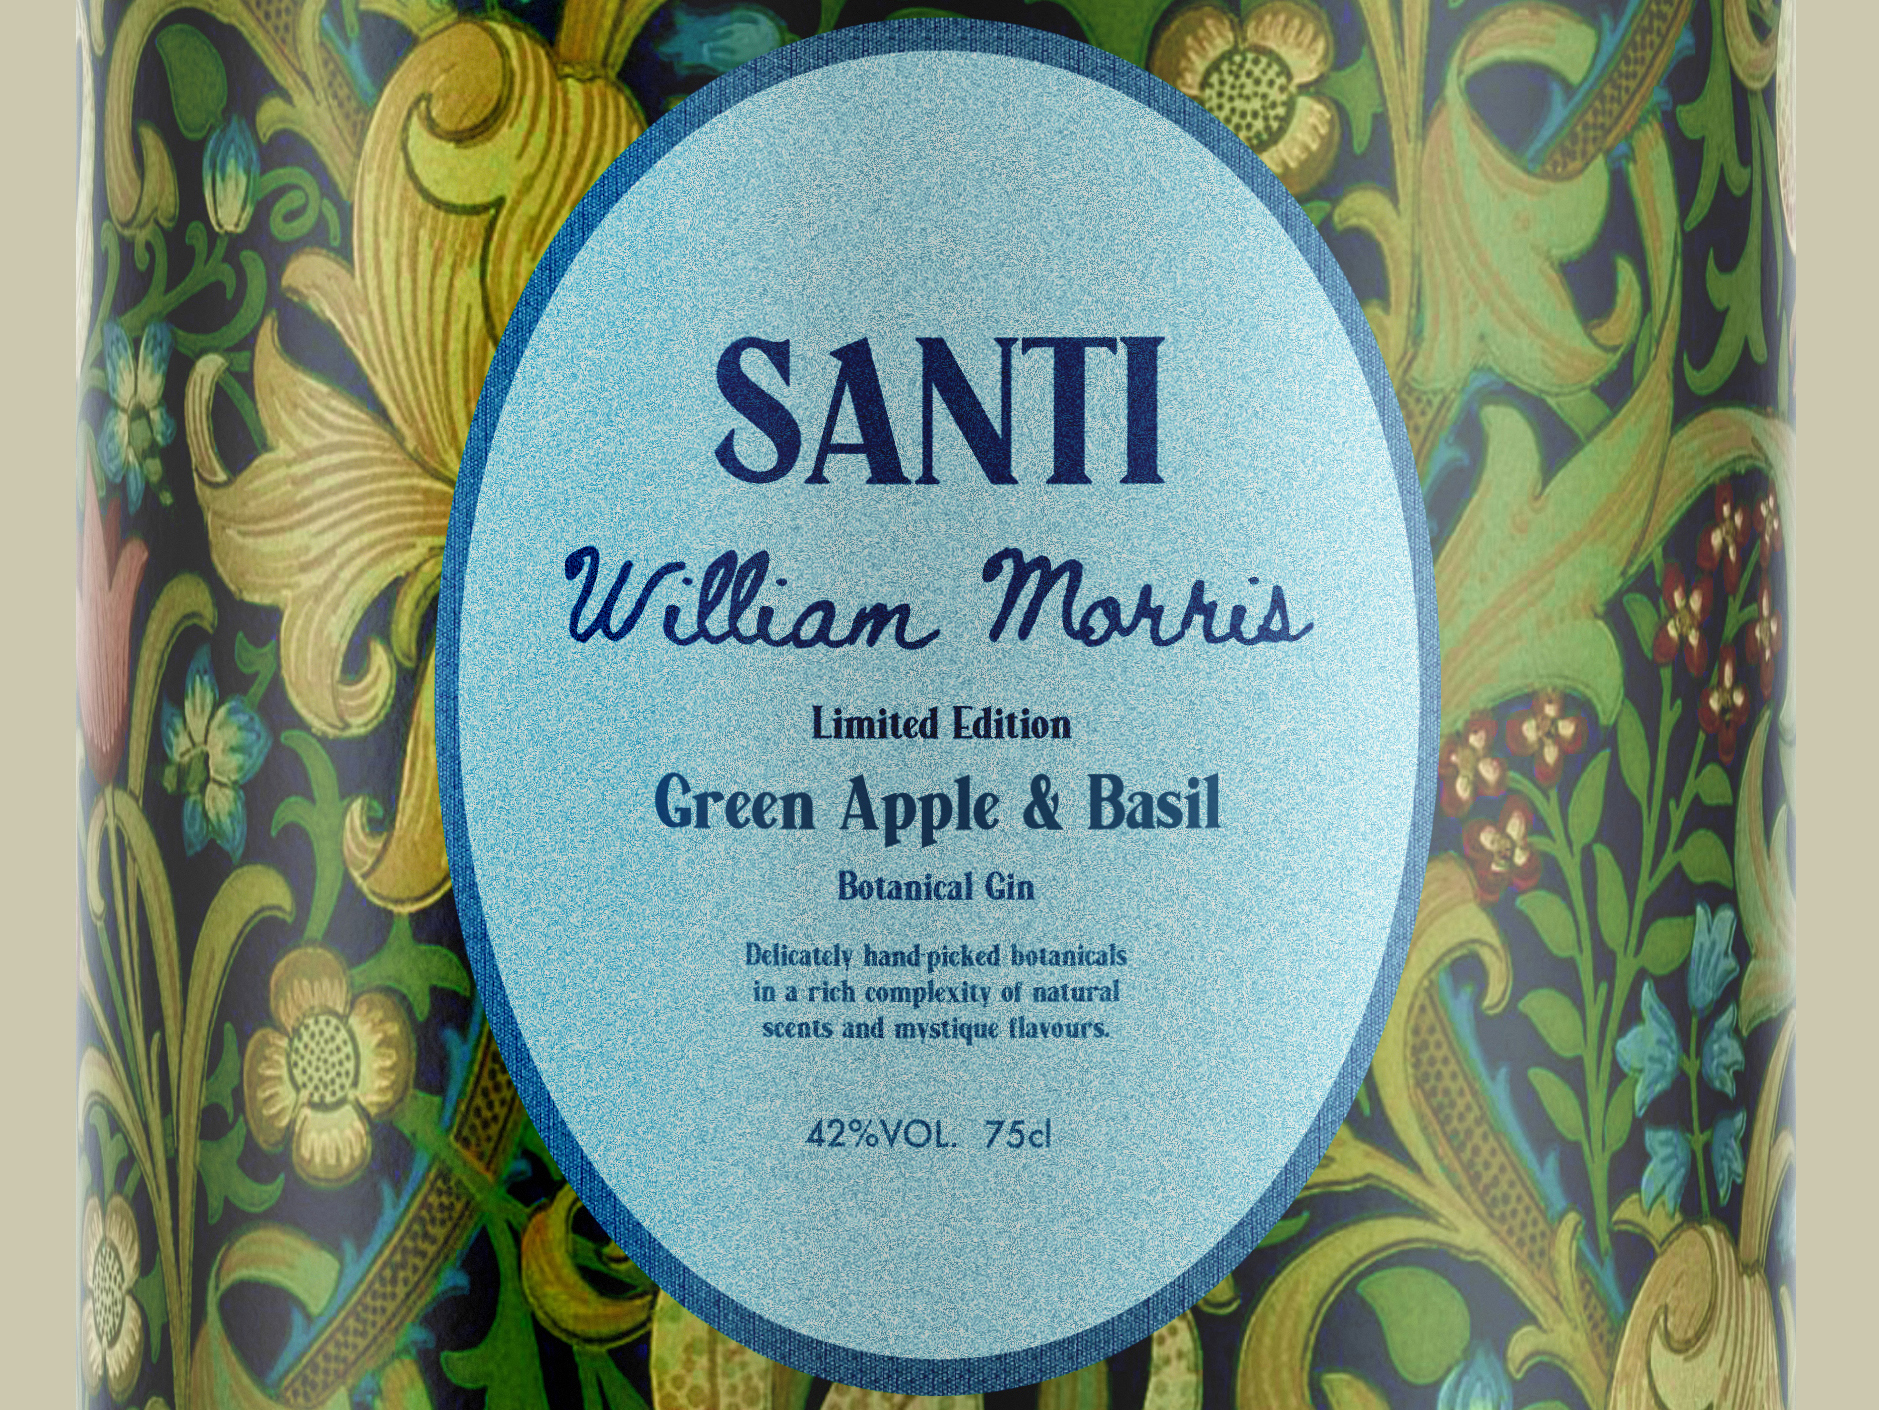 SANTI
William Morris
Limited Edition
Green Apple & Basil
Botanical Gin
Delicately hand-picked botanicals
in a rich complexity of natural
scents and mystique flavours.
42%VOL. 75cl